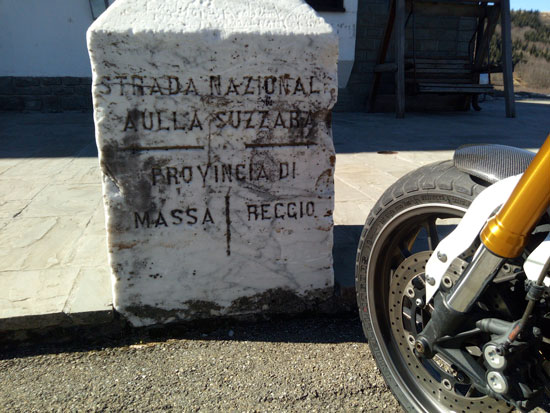 STRADA NAZIONAL
AULLA SUZZARA
PROVINCIA DI
MASSA REGGIO